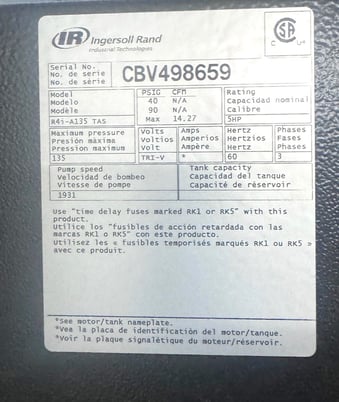 IR Ingersoll Rand
Industrial Technologies
CSA
C US
Serial No.
No. de serie
No. de série
CBV498659
Model
Modelo
Modèle
R4i-A135 TAS
PSIG CFM
40 N/A
90 N/A
Max 14.27
Rating
Capacidad nominal
Calibre
5HP
Maximum pressure
Presion máxima
Pression maximum
135
Volts
Voltios
Volt
TRI-V
Amps
Amperios
Ampère
*
Hertz
Hertzios
Hertz
60
Phases
Fases
Phases
3
Pump speed
Velocidad de bombeo
Vitesse de pompe
1931
Tank capacity
Capacidad del tanque
Capacité de réservoir
Use "time delay fuses marked RK1 or RK5" with this
product.
Utilice los "fusibles de acción retardada con las
marcas RK1 o RK5" con este producto.
Utilisez les « fusibles temporisés marqués RK1 ou RK5 »
avec ce produit.
*See motor/tank nameplate.
*Vea la placa de identificación del motor/tanque.
*Voir la plaque signalétique du moteur/réservoir.